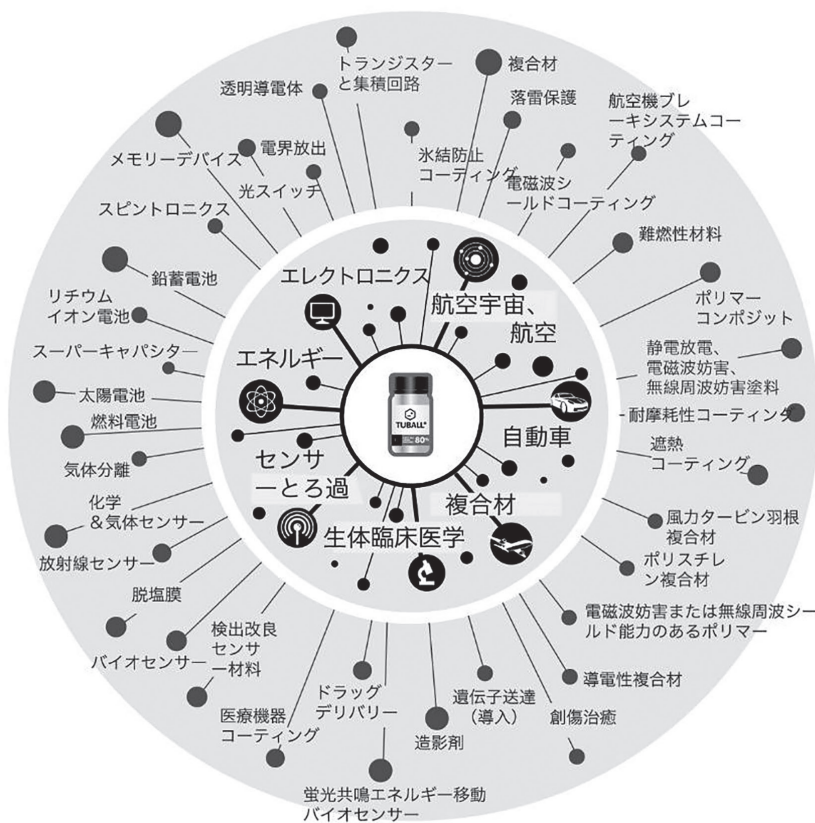 トランジスター
と集積回路
複合材
透明導電体
落雷保護
航空機ブレ
ーキシステムコー
ティング
電界放出
氷結防止
コーティング
メモリーデバイス
光スイッチ
電磁波シ
ールドコーティング
スピントロニクス
難燃性材料
鉛蓄電池
ポリマー
コンポジット
リチウム
イオン電池
スーパーキャパシター
静電放電、
電磁波妨害、
無線周波妨害塗料
太陽電池
燃料電池
耐摩耗性コーティング
気体分離
遮熱
コーティング
化学
&気体センサー
風力タービン羽根
複合材
放射線センサー
ポリスチレ
ン複合材
脱塩膜
電磁波妨害または無線周波シー
ルド能力のあるポリマー
バイオセンサー
検出改良
センサ
ー材料
導電性複合材
医療機器
コーティング
ドラッグ
デリバリー
造影剤
遺伝子送達
(導入)
創傷治癒
蛍光共鳴エネルギー移動
バイオセンサー
エレクトロニクス
航空宇宙、
航空
エネルギー
自動車
センサ
ーとろ過
複合材
生体臨床医学
TUBALL
80%